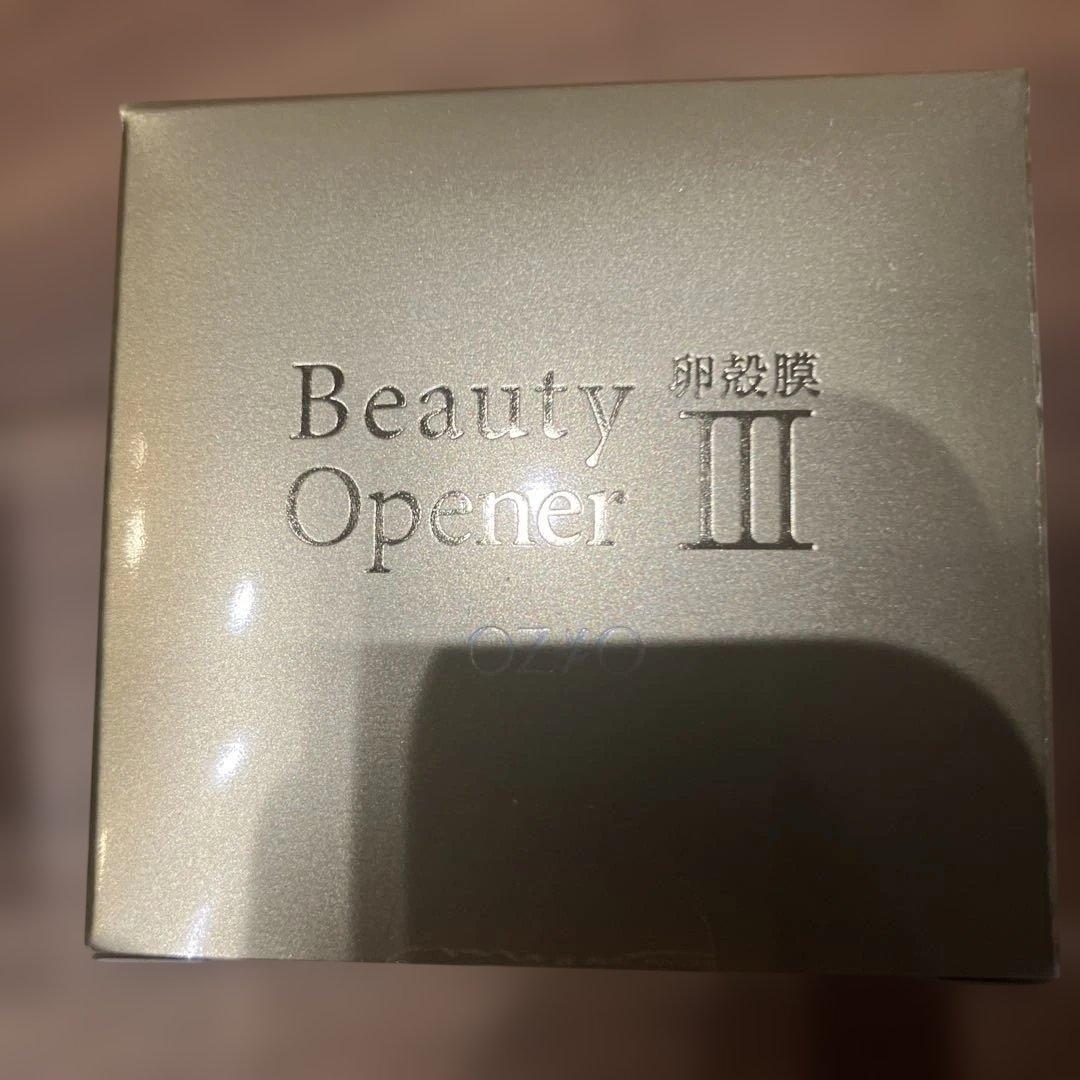 Beauty
Opener
卵殻膜
III
OZIO